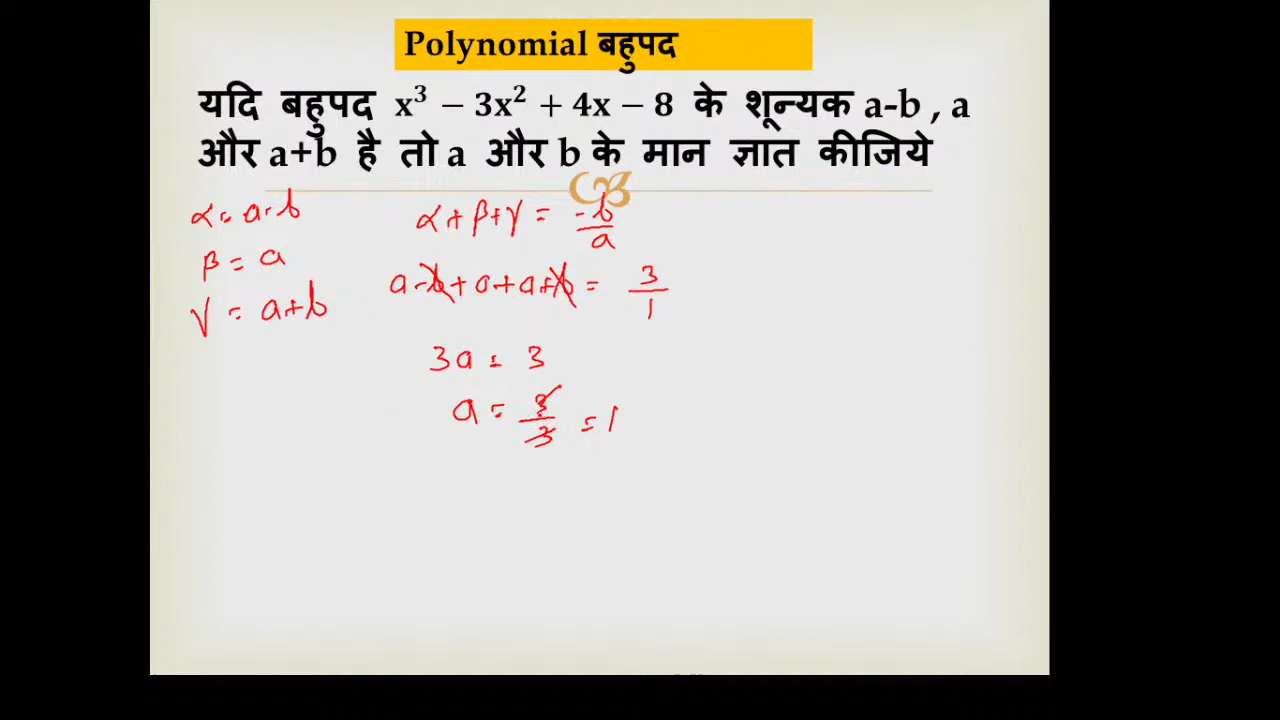 Polynomial बहुपद
यदि बहुपद x³ − 3x² + 4x − 8 के शून्यक a-b , a
और a+b है तो a और b के मान ज्ञात कीजिये
α = a-b
β = a
γ = a+b
α+β+γ = -b/a
a-b+a+a+b = 3/1
3a = 3
a = 3/3 = 1